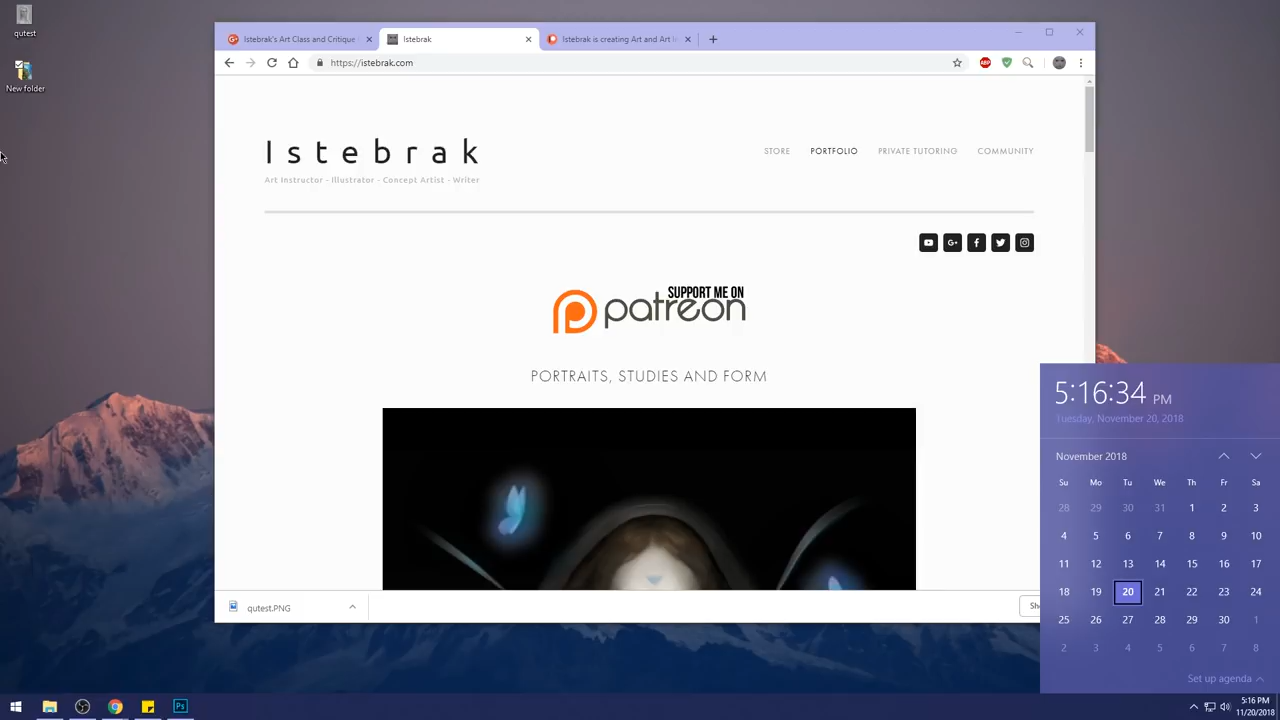 qutest
New folder
Istebrak's Art Class and Critique
Istebrak
Istebrak is creating Art and Art
https://istebrak.com
ABP
Istebrak
Art Instructor - Illustrator - Concept Artist - Writer
STORE
PORTFOLIO
PRIVATE TUTORING
COMMUNITY
G+
SUPPORT ME ON
patreon
PORTRAITS, STUDIES AND FORM
5:16:34 PM
Tuesday, November 20, 2018
November 2018
Su Mo Tu We Th Fr Sa
28 29 30 31 1 2 3
4 5 6 7 8 9 10
11 12 13 14 15 16 17
18 19 20 21 22 23 24
25 26 27 28 29 30 1
2 3 4 5 6 7 8
Set up agenda
qutest.PNG
Ps
5:16 PM
11/20/2018